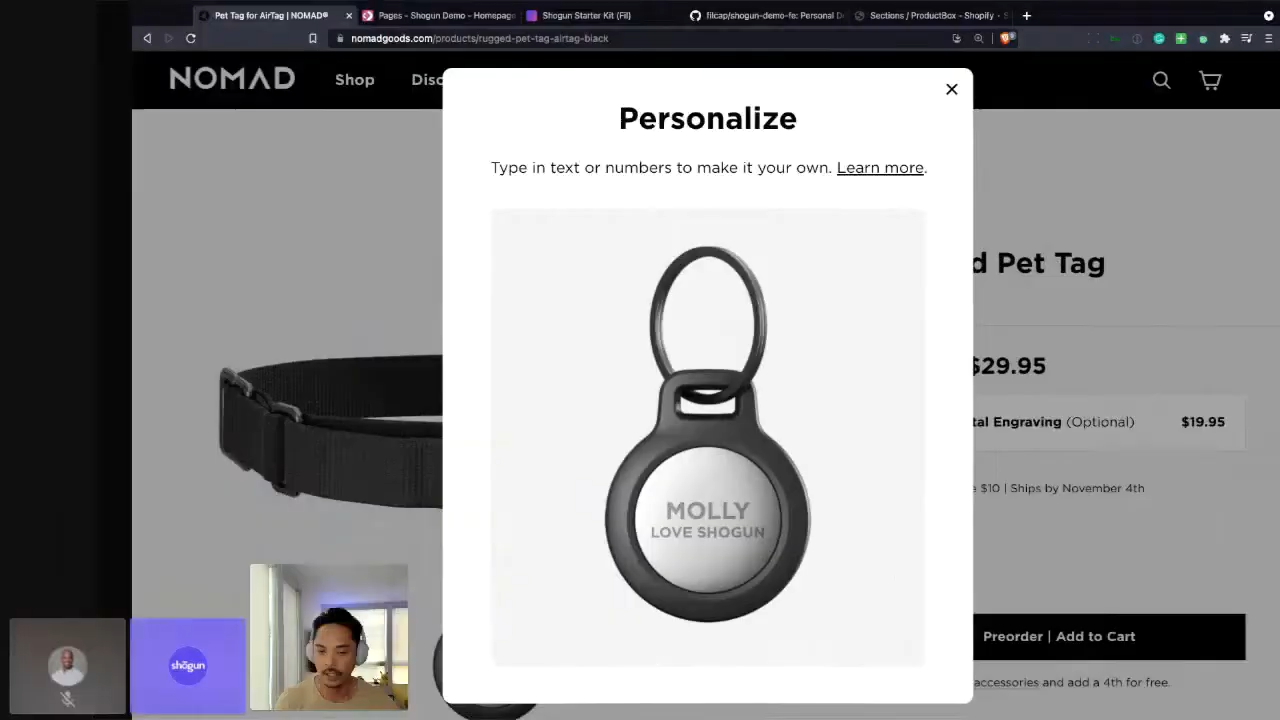 Pet Tag for AirTag | NOMAD®
Pages - Shogun Demo - Homepage
Shogun Starter Kit (Fil)
filcap/shogun-demo-fe: Personal D
Sections / ProductBox - Shopify - S
nomadgoods.com/products/rugged-pet-tag-airtag-black
NOMAD
Shop
Disc
Personalize
Type in text or numbers to make it your own. Learn more.
d Pet Tag
$29.95
tal Engraving (Optional)
$19.95
MOLLY
LOVE SHOGUN
e $10 | Ships by November 4th
Preorder | Add to Cart
accessories and add a 4th for free.
shōgun